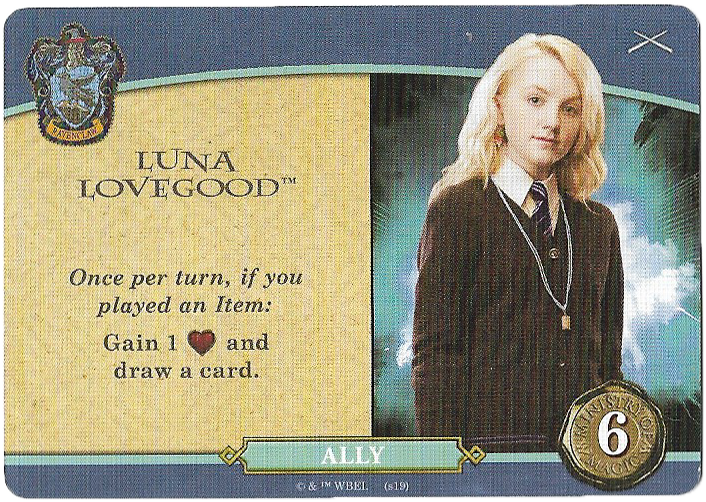 RAVENCLAW
LUNA
LOVEGOOD™
Once per turn, if you
played an Item:
Gain 1 and
draw a card.
MINISTRY OF MAGIC
6
ALLY
© & ™ WBEI. (s19)